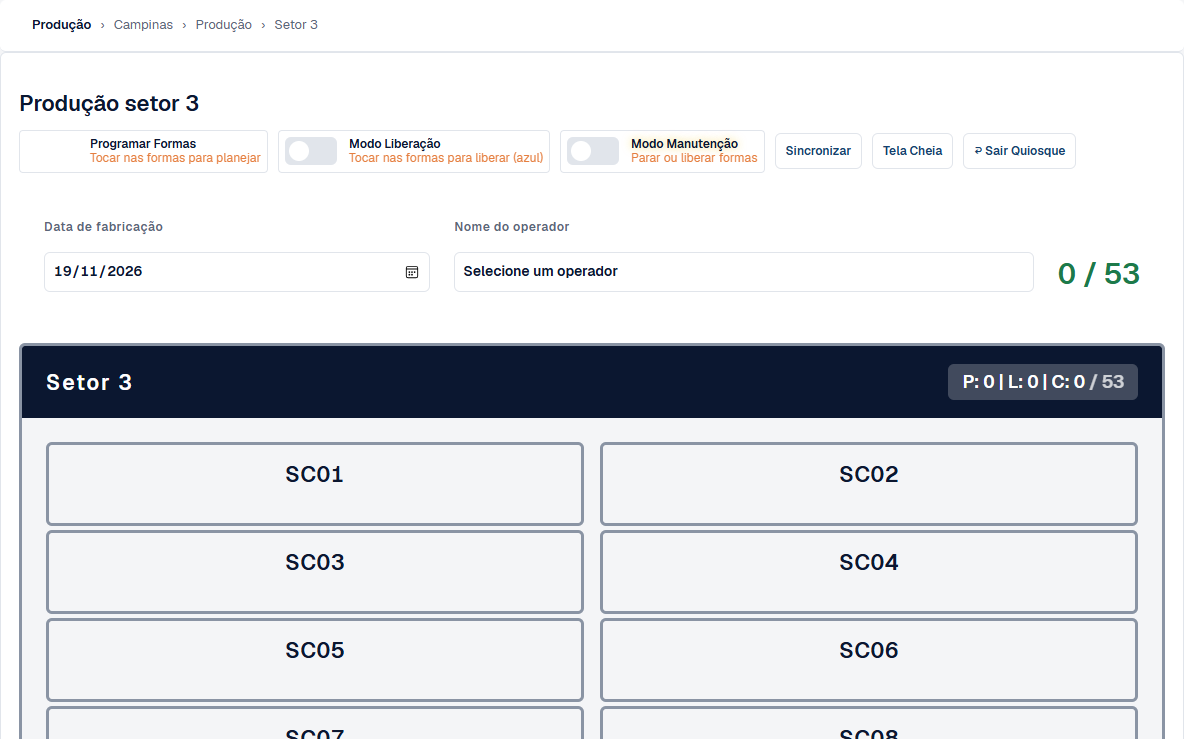 Produção › Campinas › Produção › Setor 3
Produção setor 3
Programar Formas
Tocar nas formas para planejar
Modo Liberação
Tocar nas formas para liberar (azul)
Modo Manutenção
Parar ou liberar formas
Sincronizar
Tela Cheia
Sair Quiosque
Data de fabricação
Nome do operador
19/11/2026
Selecione um operador
0 / 53
Setor 3
P: 0 | L: 0 | C: 0 / 53
SC01
SC02
SC03
SC04
SC05
SC06
SC07
SC08